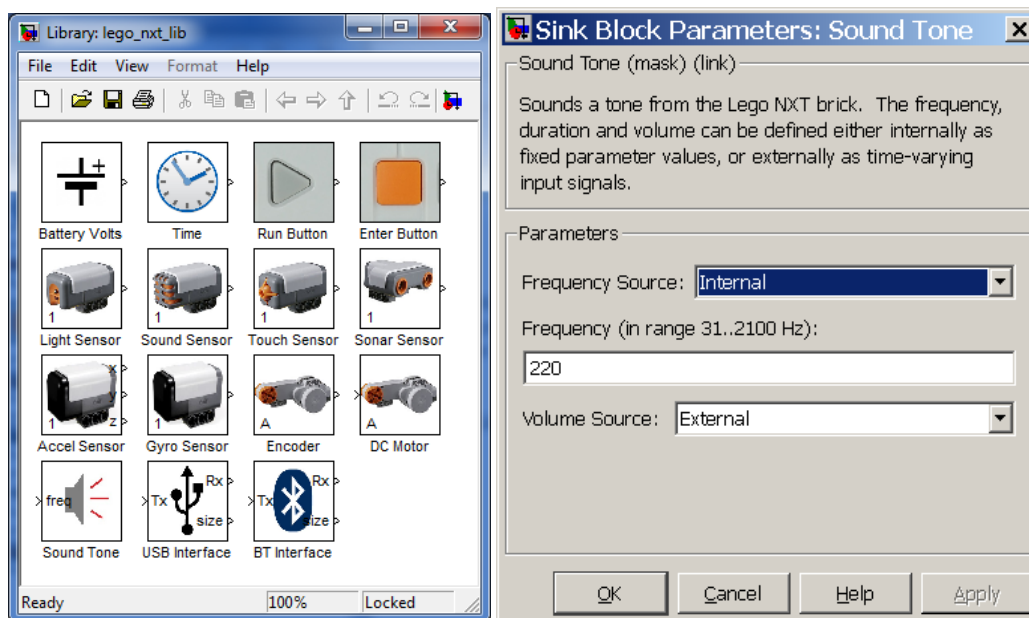 Library: lego_nxt_lib
File Edit View Format Help
+
Battery Volts Time Run Button Enter Button
1 1 1 1
Light Sensor Sound Sensor Touch Sensor Sonar Sensor
x
y
z
1 1 A A
Accel Sensor Gyro Sensor Encoder DC Motor
freq Tx Rx Tx Rx
size size
Sound Tone USB Interface BT Interface
Ready 100% Locked
Sink Block Parameters: Sound Tone
Sound Tone (mask) (link)
Sounds a tone from the Lego NXT brick. The frequency,
duration and volume can be defined either internally as
fixed parameter values, or externally as time-varying
input signals.
Parameters
Frequency Source: Internal
Frequency (in range 31..2100 Hz):
220
Volume Source: External
OK Cancel Help Apply